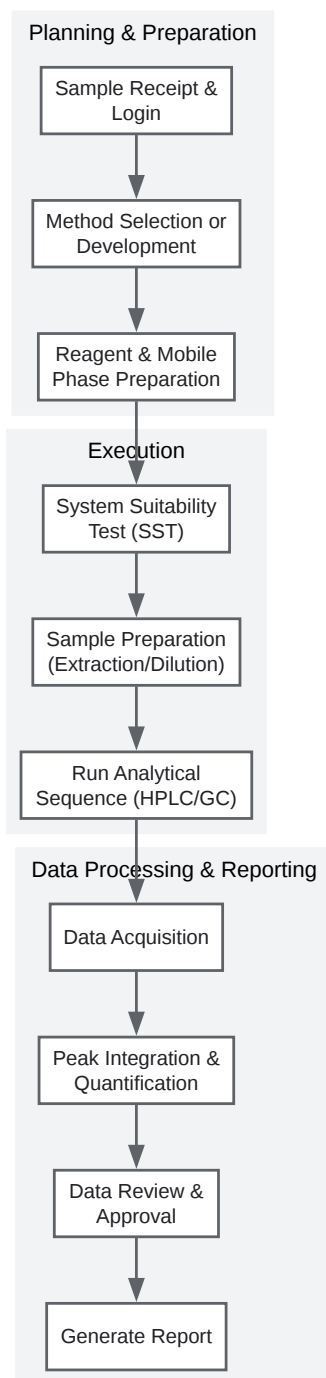 Planning & Preparation
Sample Receipt &
Login
Method Selection or
Development
Reagent & Mobile
Phase Preparation
Execution
System Suitability
Test (SST)
Sample Preparation
(Extraction/Dilution)
Run Analytical
Sequence (HPLC/GC)
Data Processing & Reporting
Data Acquisition
Peak Integration &
Quantification
Data Review &
Approval
Generate Report